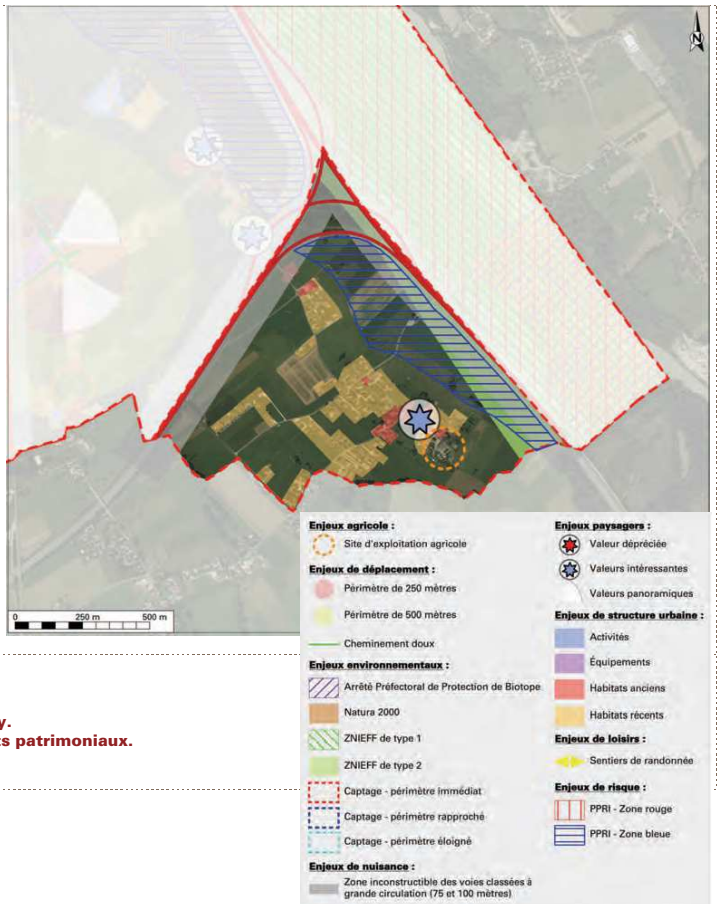 N
0 250 m 500 m
y.
ts patrimoniaux.
Enjeux agricole :
Site d'exploitation agricole
Enjeux de déplacement :
Périmètre de 250 mètres
Périmètre de 500 mètres
Cheminement doux
Enjeux environnementaux :
Arrêté Préfectoral de Protection de Biotope
Natura 2000
ZNIEFF de type 1
ZNIEFF de type 2
Captage - périmètre immédiat
Captage - périmètre rapproché
Captage - périmètre éloigné
Enjeux de nuisance :
Zone inconstructible des voies classées à
grande circulation (75 et 100 mètres)
Enjeux paysagers :
Valeur dépréciée
Valeurs intéressantes
Valeurs panoramiques
Enjeux de structure urbaine :
Activités
Équipements
Habitats anciens
Habitats récents
Enjeux de loisirs :
Sentiers de randonnée
Enjeux de risque :
PPRI - Zone rouge
PPRI - Zone bleue